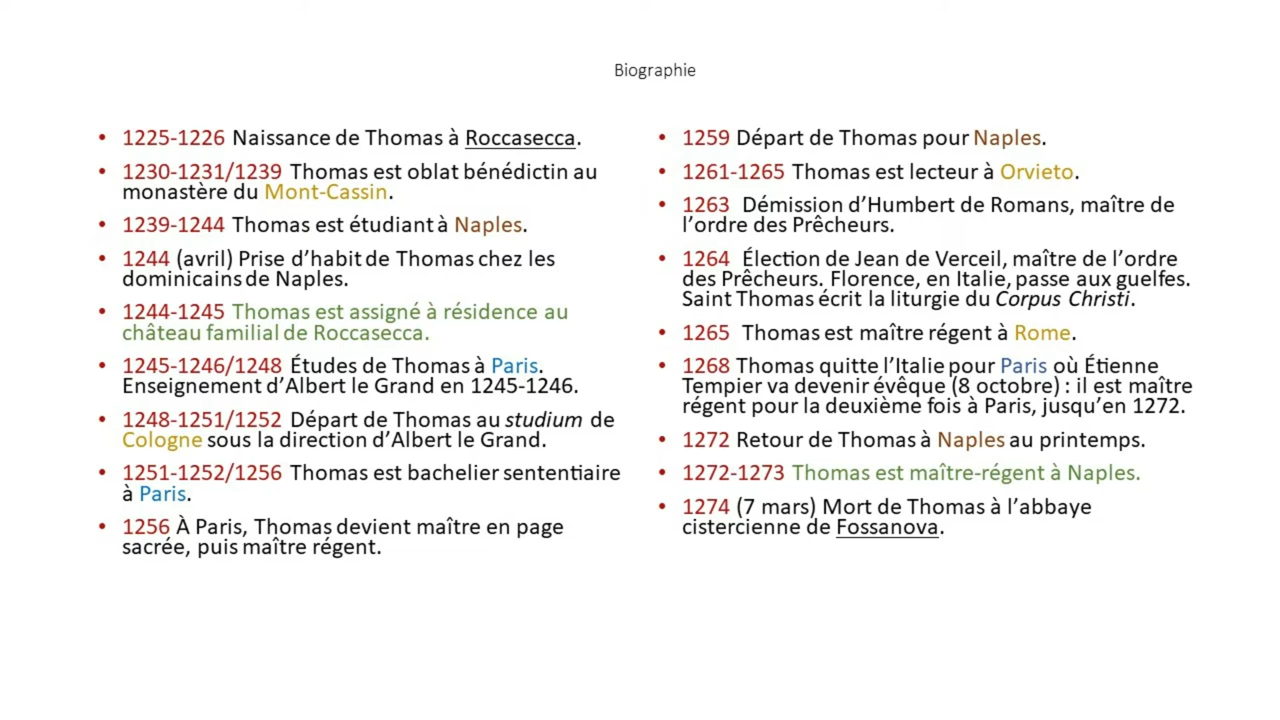 Biographie
• 1225-1226 Naissance de Thomas à Roccasecca.
• 1230-1231/1239 Thomas est oblat bénédictin au
monastère du Mont-Cassin.
• 1239-1244 Thomas est étudiant à Naples.
• 1244 (avril) Prise d’habit de Thomas chez les
dominicains de Naples.
• 1244-1245 Thomas est assigné à résidence au
château familial de Roccasecca.
• 1245-1246/1248 Études de Thomas à Paris.
Enseignement d’Albert le Grand en 1245-1246.
• 1248-1251/1252 Départ de Thomas au studium de
Cologne sous la direction d’Albert le Grand.
• 1251-1252/1256 Thomas est bachelier sententiaire
à Paris.
• 1256 À Paris, Thomas devient maître en page
sacrée, puis maître régent.
• 1259 Départ de Thomas pour Naples.
• 1261-1265 Thomas est lecteur à Orvieto.
• 1263 Démission d’Humbert de Romans, maître de
l’ordre des Prêcheurs.
• 1264 Élection de Jean de Verceil, maître de l’ordre
des Prêcheurs. Florence, en Italie, passe aux guelfes.
Saint Thomas écrit la liturgie du Corpus Christi.
• 1265 Thomas est maître régent à Rome.
• 1268 Thomas quitte l’Italie pour Paris où Étienne
Tempier va devenir évêque (8 octobre) : il est maître
régent pour la deuxième fois à Paris, jusqu’en 1272.
• 1272 Retour de Thomas à Naples au printemps.
• 1272-1273 Thomas est maître-régent à Naples.
• 1274 (7 mars) Mort de Thomas à l’abbaye
cistercienne de Fossanova.